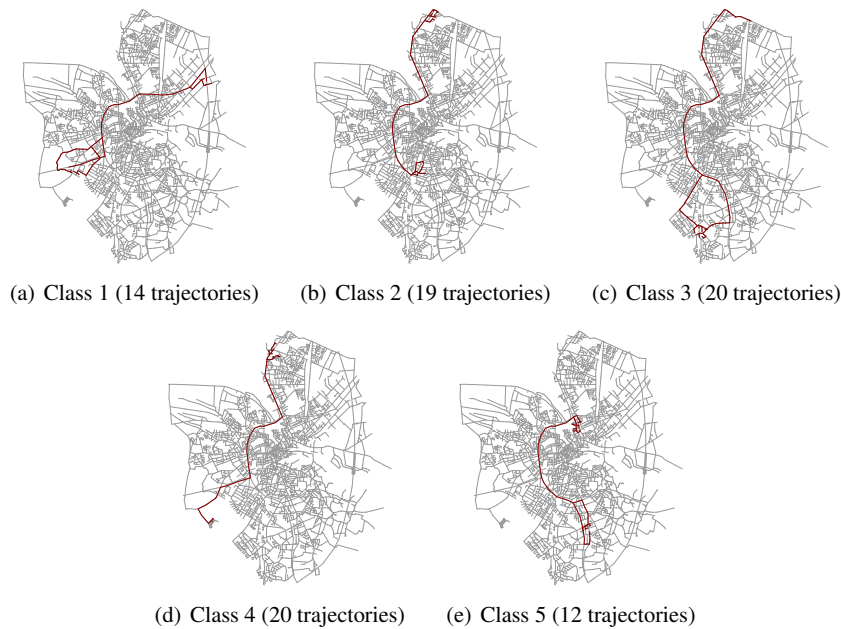 (a) Class 1 (14 trajectories) (b) Class 2 (19 trajectories) (c) Class 3 (20 trajectories)
(d) Class 4 (20 trajectories) (e) Class 5 (12 trajectories)